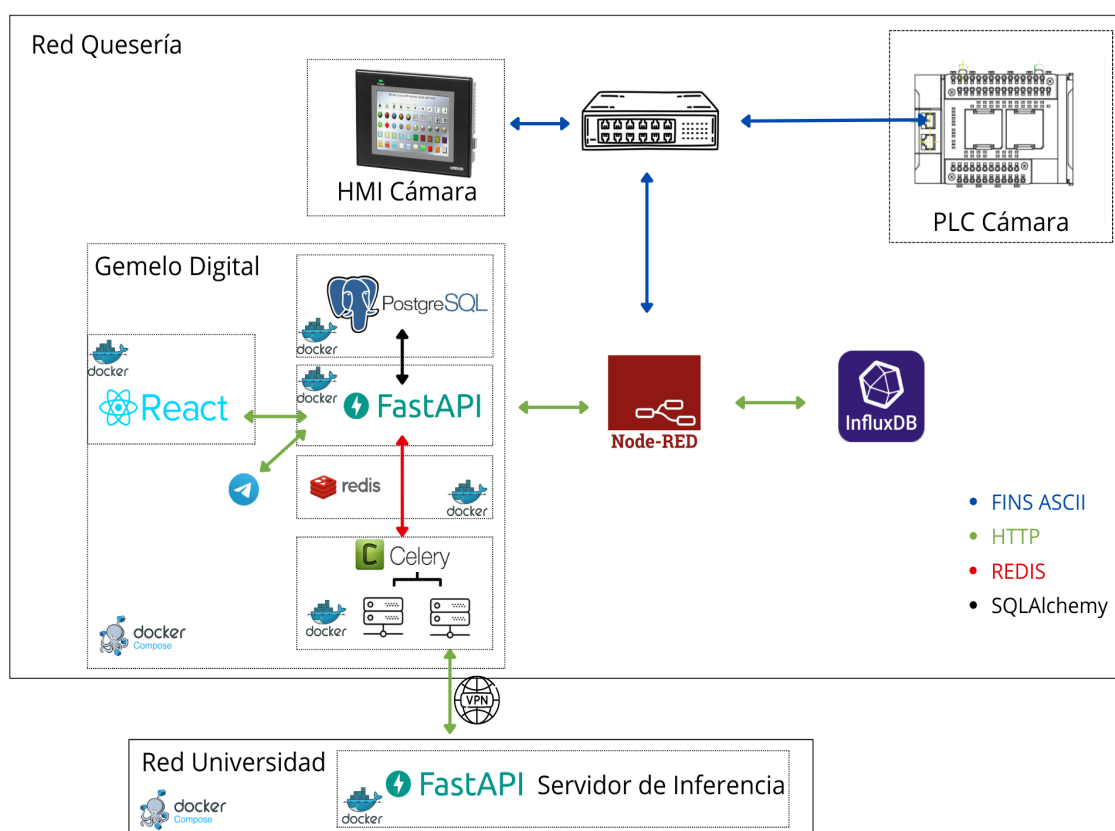 Red Quesería
OMRON
HMI Cámara
PLC Cámara
Gemelo Digital
PostgreSQL
docker
docker
React
docker
FastAPI
Node-RED
InfluxDB
redis
docker
C Celery
docker
docker
Compose
FINS ASCII
HTTP
REDIS
SQLAlchemy
VPN
Red Universidad
docker
Compose
docker
FastAPI Servidor de Inferencia